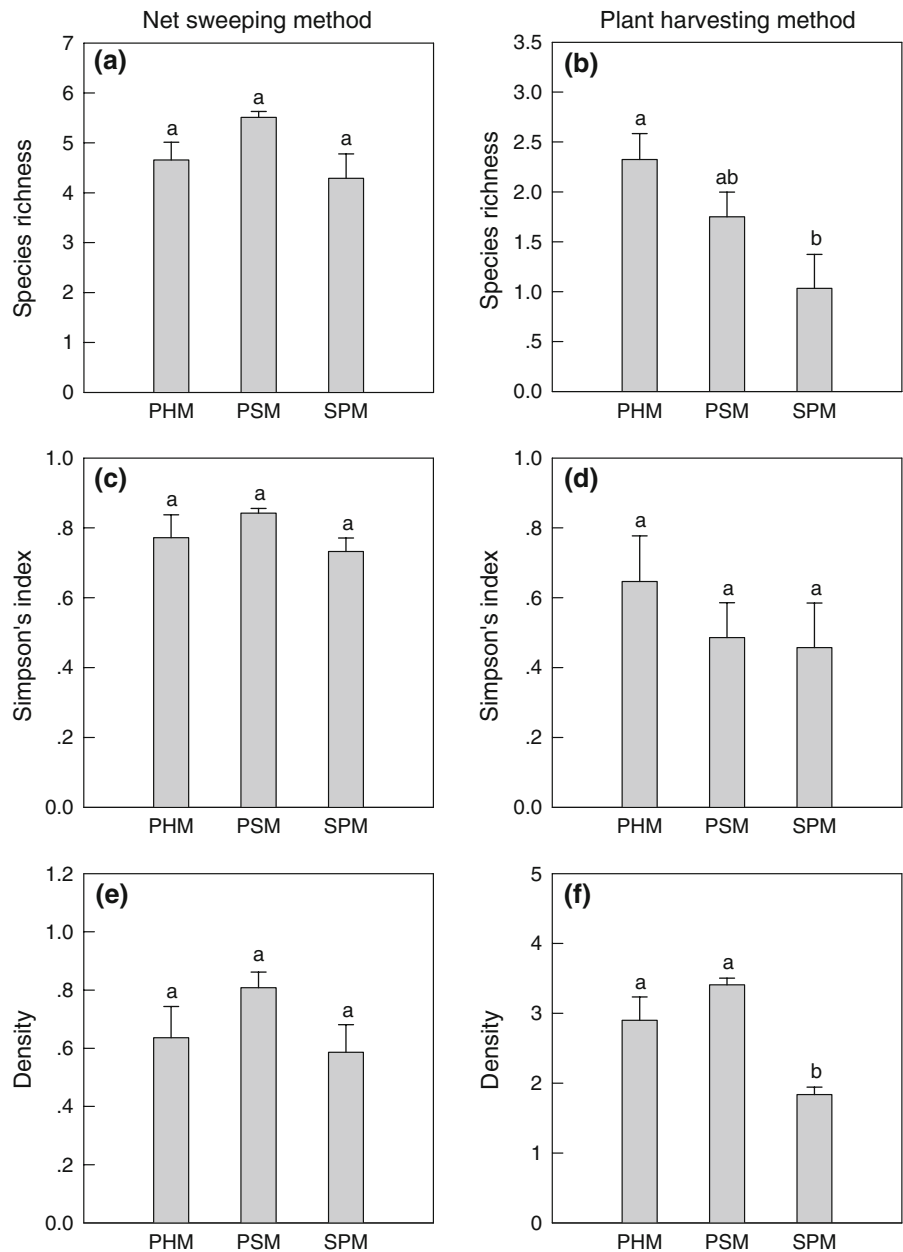 Net sweeping method
Plant harvesting method
(a)
Species richness
7
6
5
4
3
2
1
0
a
a
a
PHM
PSM
SPM
(b)
Species richness
3.5
3.0
2.5
2.0
1.5
1.0
.5
0.0
a
ab
b
PHM
PSM
SPM
(c)
Simpson's index
1.0
.8
.6
.4
.2
0.0
a
a
a
PHM
PSM
SPM
(d)
Simpson's index
1.0
.8
.6
.4
.2
0.0
a
a
a
PHM
PSM
SPM
(e)
Density
1.2
1.0
.8
.6
.4
.2
0.0
a
a
a
PHM
PSM
SPM
(f)
Density
5
4
3
2
1
0
a
a
b
PHM
PSM
SPM